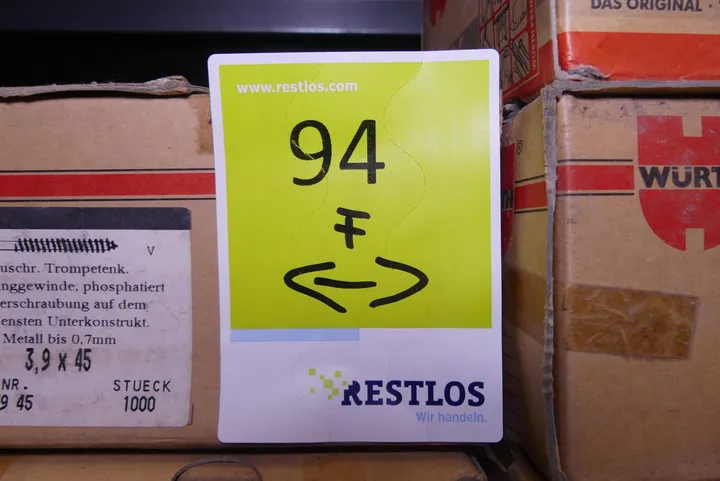 DAS ORIGINAL
www.restlos.com
94
F
<—>
WÜRT
V
uschr. Trompetenk.
nggewinde, phosphatiert
erschraubung auf dem
ensten Unterkonstrukt.
Metall bis 0,7mm
3,9 x 45
NR. STUECK
9 45 1000
RESTLOS
Wir handeln.